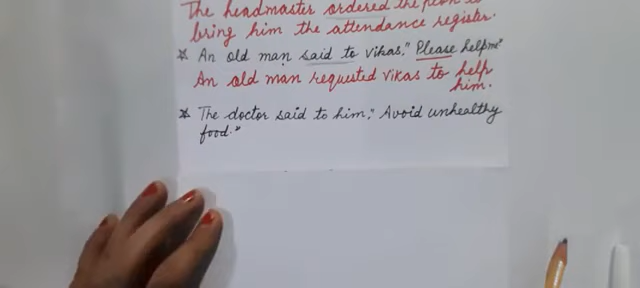 The headmaster ordered the peon to
bring him the attendance register.
* An old man said to vikas," Please help me"
An old man requested vikas to help
him.
* The doctor said to him," Avoid unhealthy
food."